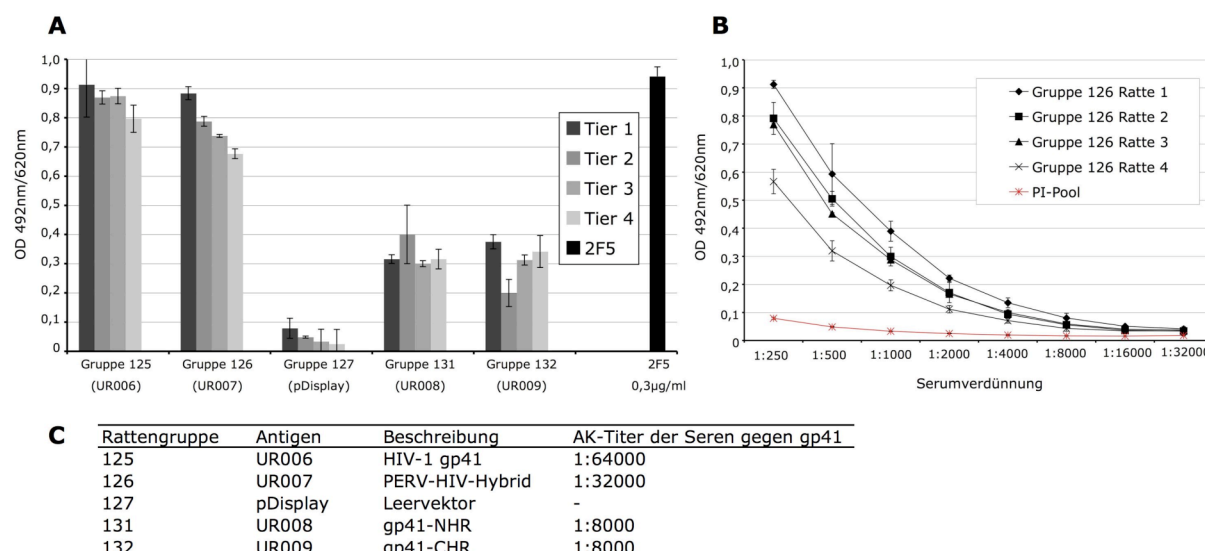 A
1,0
0,9
0,8
0,7
0,6
0,5
0,4
0,3
0,2
0,1
0
OD 492nm/620nm
Gruppe 125 (UR006)
Gruppe 126 (UR007)
Gruppe 127 (pDisplay)
Gruppe 131 (UR008)
Gruppe 132 (UR009)
2F5 0,3µg/ml
Tier 1
Tier 2
Tier 3
Tier 4
2F5
B
1,0
0,9
0,8
0,7
0,6
0,5
0,4
0,3
0,2
0,1
0
OD 492nm/620nm
Gruppe 126 Ratte 1
Gruppe 126 Ratte 2
Gruppe 126 Ratte 3
Gruppe 126 Ratte 4
PI-Pool
1:250 1:500 1:1000 1:2000 1:4000 1:8000 1:16000 1:32000
Serumverdünnung
C
Rattengruppe Antigen Beschreibung AK-Titer der Seren gegen gp41
125 UR006 HIV-1 gp41 1:64000
126 UR007 PERV-HIV-Hybrid 1:32000
127 pDisplay Leervektor -
131 UR008 gp41-NHR 1:8000
132 UR009 gp41-CHR 1:8000